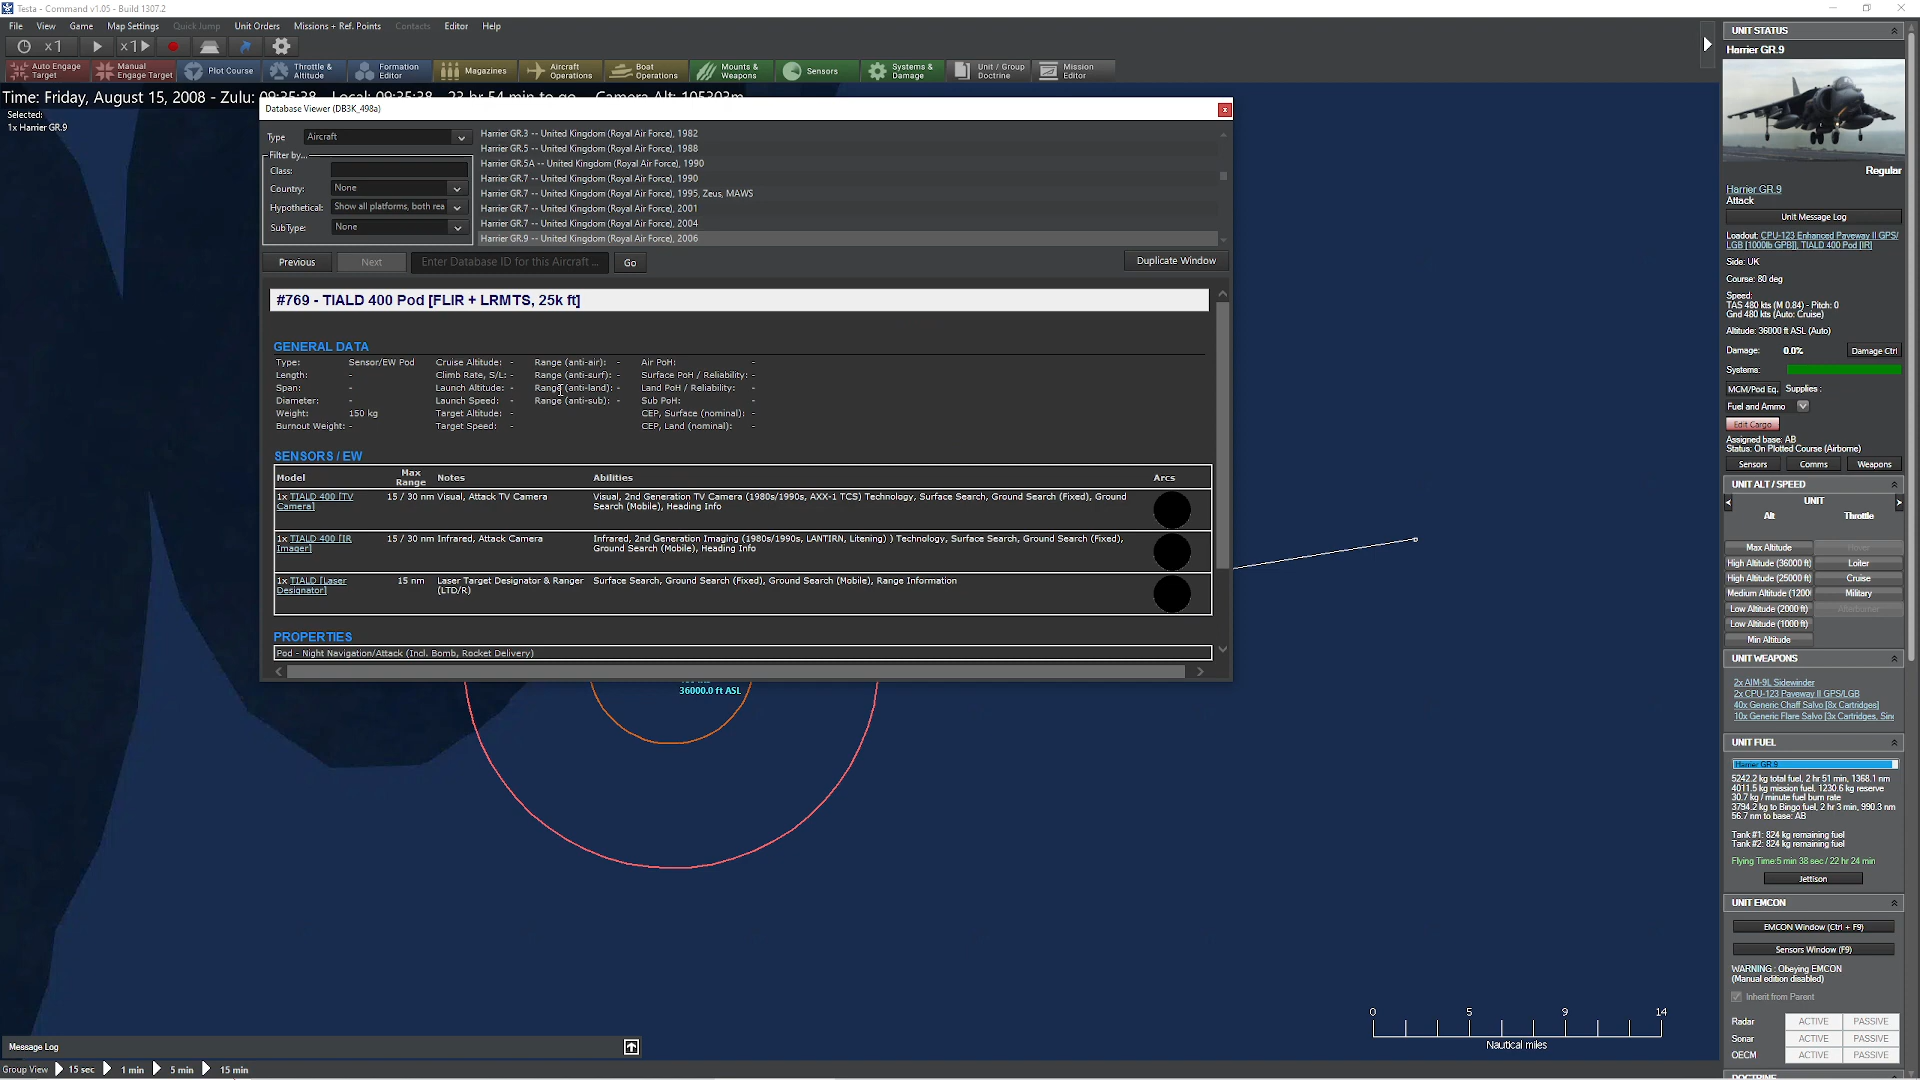 Testa - Command v1.05 - Build 1307.2
File View Game Map Settings Quick Jump Unit Orders Missions + Ref. Points Contacts Editor Help
x1 x1
Auto Engage Target
Manual Engage Target
Plot Course
Throttle & Altitude
Formation Editor
Magazines
Aircraft Operations
Boat Operations
Mounts & Weapons
Sensors
Systems & Damage
Unit / Group Doctrine
Mission Editor
Time: Friday, August 15, 2008 - Zulu: 09:35:38 - Local: 09:35:38 - 23 hr 54 min to go - Camera Alt: 105303m
Selected:
1x Harrier GR.9
Database Viewer (DB3K_498a)
Type Aircraft
Filter by...
Class:
Country: None
Hypothetical: Show all platforms, both rea
SubType: None
Harrier GR.3 -- United Kingdom (Royal Air Force), 1982
Harrier GR.5 -- United Kingdom (Royal Air Force), 1988
Harrier GR.5A -- United Kingdom (Royal Air Force), 1990
Harrier GR.7 -- United Kingdom (Royal Air Force), 1990
Harrier GR.7 -- United Kingdom (Royal Air Force), 1995, Zeus, MAWS
Harrier GR.7 -- United Kingdom (Royal Air Force), 2001
Harrier GR.7 -- United Kingdom (Royal Air Force), 2004
Harrier GR.9 -- United Kingdom (Royal Air Force), 2006
Previous Next Enter Database ID for this Aircraft ... Go Duplicate Window
#769 - TIALD 400 Pod [FLIR + LRMTS, 25k ft]
GENERAL DATA
Type: Sensor/EW Pod Cruise Altitude: - Range (anti-air): - Air PoH: -
Length: - Climb Rate, S/L: - Range (anti-surf): - Surface PoH / Reliability: -
Span: - Launch Altitude: - Range (anti-land): - Land PoH / Reliability: -
Diameter: - Launch Speed: - Range (anti-sub): - Sub PoH: -
Weight: 150 kg Target Altitude: - CEP, Surface (nominal): -
Burnout Weight: - Target Speed: - CEP, Land (nominal): -
SENSORS / EW
Model Max Range Notes Abilities Arcs
1x TIALD 400 [TV Camera] 15 / 30 nm Visual, Attack TV Camera Visual, 2nd Generation TV Camera (1980s/1990s, AXX-1 TCS) Technology, Surface Search, Ground Search (Fixed), Ground Search (Mobile), Heading Info
1x TIALD 400 [IR Imager] 15 / 30 nm Infrared, Attack Camera Infrared, 2nd Generation Imaging (1980s/1990s, LANTIRN, Litening) ) Technology, Surface Search, Ground Search (Fixed), Ground Search (Mobile), Heading Info
1x TIALD [Laser Designator] 15 nm Laser Target Designator & Ranger (LTD/R) Surface Search, Ground Search (Fixed), Ground Search (Mobile), Range Information
PROPERTIES
Pod - Night Navigation/Attack (Incl. Bomb, Rocket Delivery)
36000.0 ft ASL
0 5 9 14
Nautical miles
Message Log
Group View 15 sec 1 min 5 min 15 min
UNIT STATUS
Harrier GR.9
Regular
Harrier GR.9
Attack
Unit Message Log
Loadout: CPU-123 Enhanced Paveway II GPS/
LGB [1000lb GPB], TIALD 400 Pod [IR]
Side: UK
Course: 80 deg
Speed:
TAS 480 kts (M 0.84) - Pitch: 0
Gnd 480 kts (Auto: Cruise)
Altitude: 36000 ft ASL (Auto)
Damage: 0.0% Damage Ctrl
Systems:
MCM/Pod Eq. Supplies :
Fuel and Ammo
Edit Cargo
Assigned base: AB
Status: On Plotted Course (Airborne)
Sensors Comms Weapons
UNIT ALT / SPEED
UNIT
Alt Throttle
Max Altitude
High Altitude (36000 ft) Loiter
High Altitude (25000 ft) Cruise
Medium Altitude (1200 Military
Low Altitude (2000 ft) Afterburner
Low Altitude (1000 ft)
Min Altitude
UNIT WEAPONS
2x AIM-9L Sidewinder
2x CPU-123 Paveway II GPS/LGB
40x Generic Chaff Salvo [8x Cartridges]
10x Generic Flare Salvo [3x Cartridges, Sin
UNIT FUEL
Harrier GR.9
5242.2 kg total fuel, 2 hr 51 min, 1368.1 nm
4011.5 kg mission fuel, 1230.6 kg reserve
30.7 kg / minute fuel burn rate
3794.2 kg to Bingo fuel, 2 hr 3 min, 990.3 nm
56.7 nm to base: AB
Tank #1: 824 kg remaining fuel
Tank #2: 824 kg remaining fuel
Flying Time:5 min 38 sec / 22 hr 24 min
Jettison
UNIT EMCON
EMCON Window (Ctrl + F9)
Sensors Window (F9)
WARNING : Obeying EMCON
(Manual edition disabled)
Inherit from Parent
Radar ACTIVE PASSIVE
Sonar ACTIVE PASSIVE
OECM ACTIVE PASSIVE
DOCTRINE